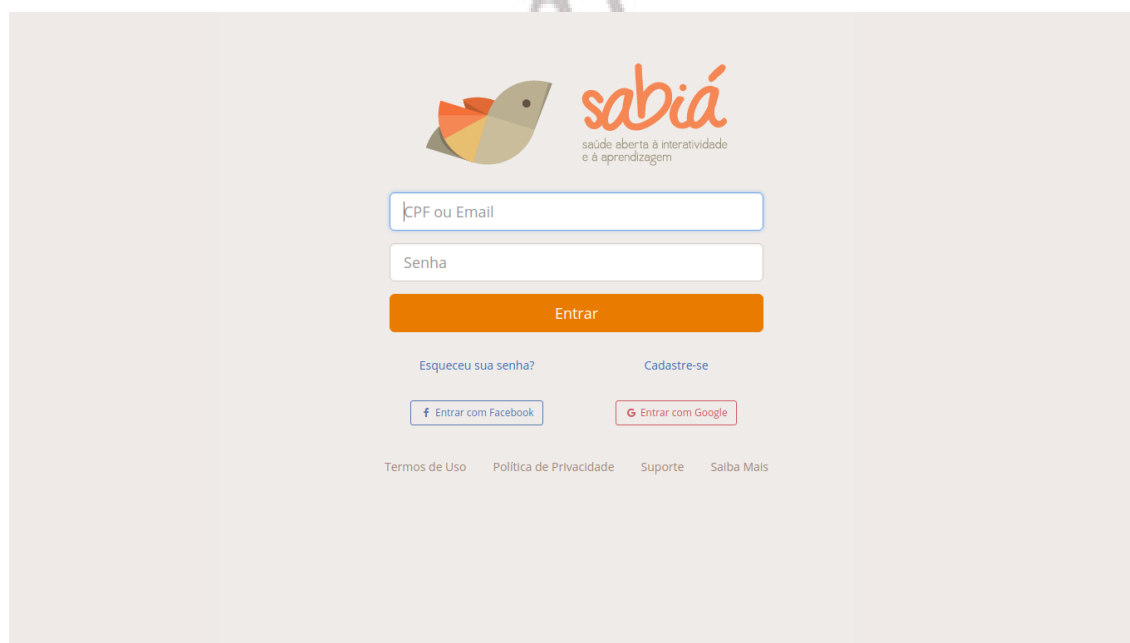 sabiá
saúde aberta à interatividade
e à aprendizagem
CPF ou Email
Senha
Entrar
Esqueceu sua senha?
Cadastre-se
f Entrar com Facebook
G Entrar com Google
Termos de Uso
Política de Privacidade
Suporte
Saiba Mais